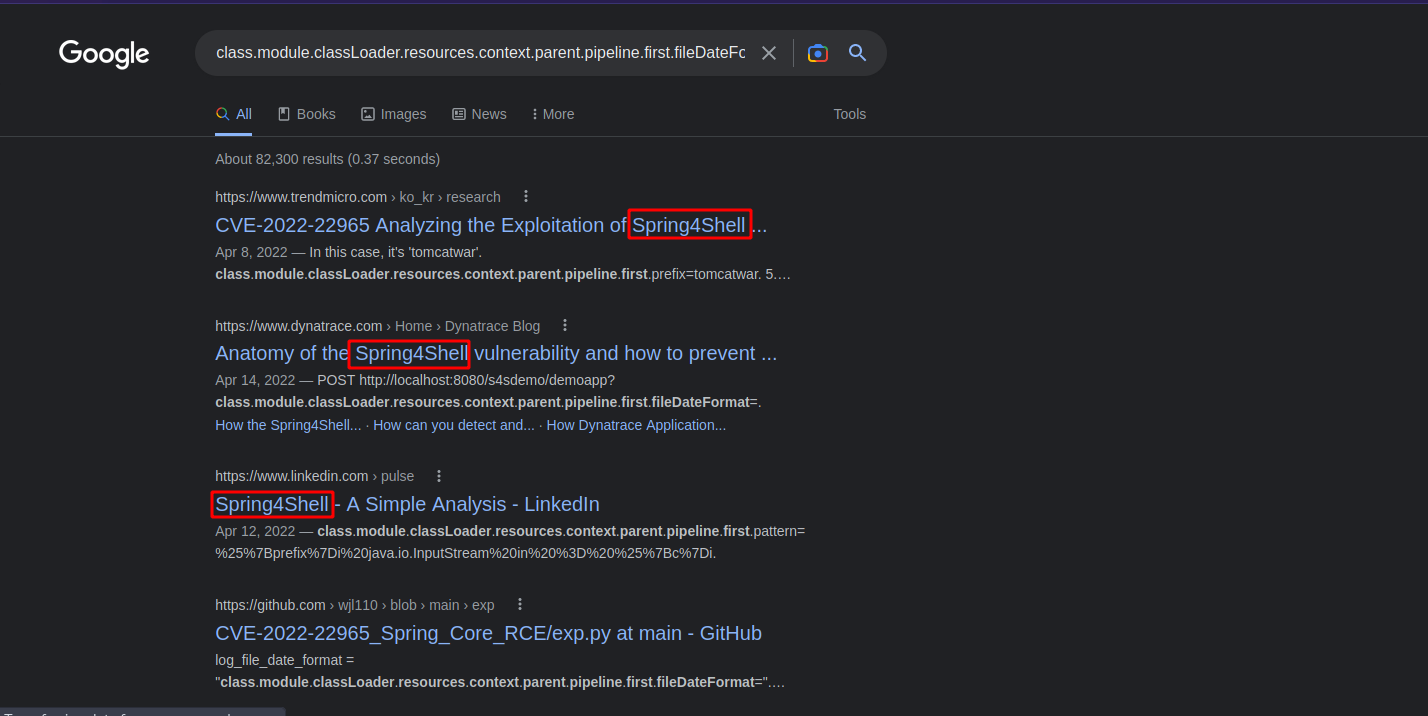 Google
class.module.classLoader.resources.context.parent.pipeline.first.fileDateFo
All Books Images News More Tools
About 82,300 results (0.37 seconds)
https://www.trendmicro.com › ko_kr › research
CVE-2022-22965 Analyzing the Exploitation of Spring4Shell ...
Apr 8, 2022 — In this case, it's 'tomcatwar'.
class.module.classLoader.resources.context.parent.pipeline.first.prefix=tomcatwar. 5.…
https://www.dynatrace.com › Home › Dynatrace Blog
Anatomy of the Spring4Shell vulnerability and how to prevent ...
Apr 14, 2022 — POST http://localhost:8080/s4sdemo/demoapp?
class.module.classLoader.resources.context.parent.pipeline.first.fileDateFormat=.
How the Spring4Shell... · How can you detect and... · How Dynatrace Application...
https://www.linkedin.com › pulse
Spring4Shell - A Simple Analysis - LinkedIn
Apr 12, 2022 — class.module.classLoader.resources.context.parent.pipeline.first.pattern=
%25%7Bprefix%7Di%20java.io.InputStream%20in%20%3D%20%25%7Bc%7Di.
https://github.com › wjl110 › blob › main › exp
CVE-2022-22965_Spring_Core_RCE/exp.py at main - GitHub
log_file_date_format =
"class.module.classLoader.resources.context.parent.pipeline.first.fileDateFormat=".…